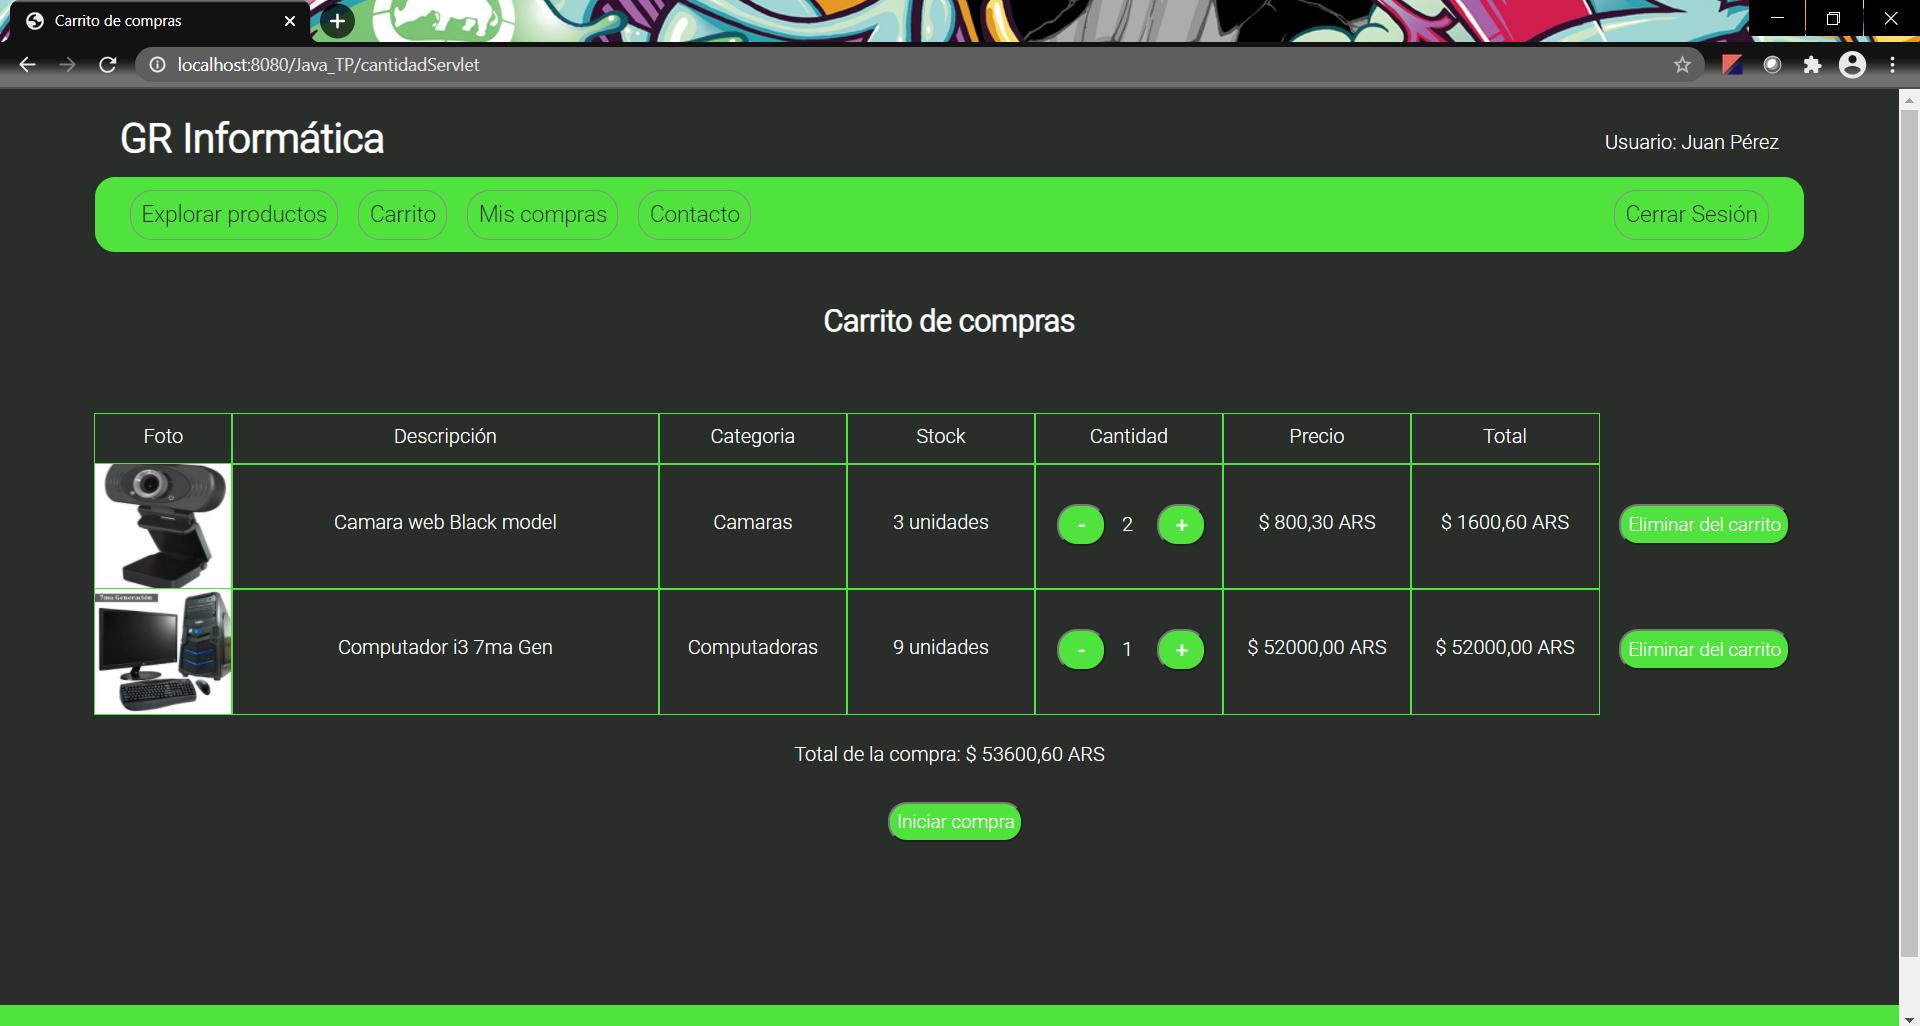 Carrito de compras
localhost:8080/Java_TP/cantidadServlet
GR Informática
Usuario: Juan Pérez
Explorar productos Carrito Mis compras Contacto Cerrar Sesión
Carrito de compras
Foto Descripción Categoria Stock Cantidad Precio Total
Camara web Black model Camaras 3 unidades - 2 + $ 800,30 ARS $ 1600,60 ARS Eliminar del carrito
7ma Generación
Computador i3 7ma Gen Computadoras 9 unidades - 1 + $ 52000,00 ARS $ 52000,00 ARS Eliminar del carrito
Total de la compra: $ 53600,60 ARS
Iniciar compra